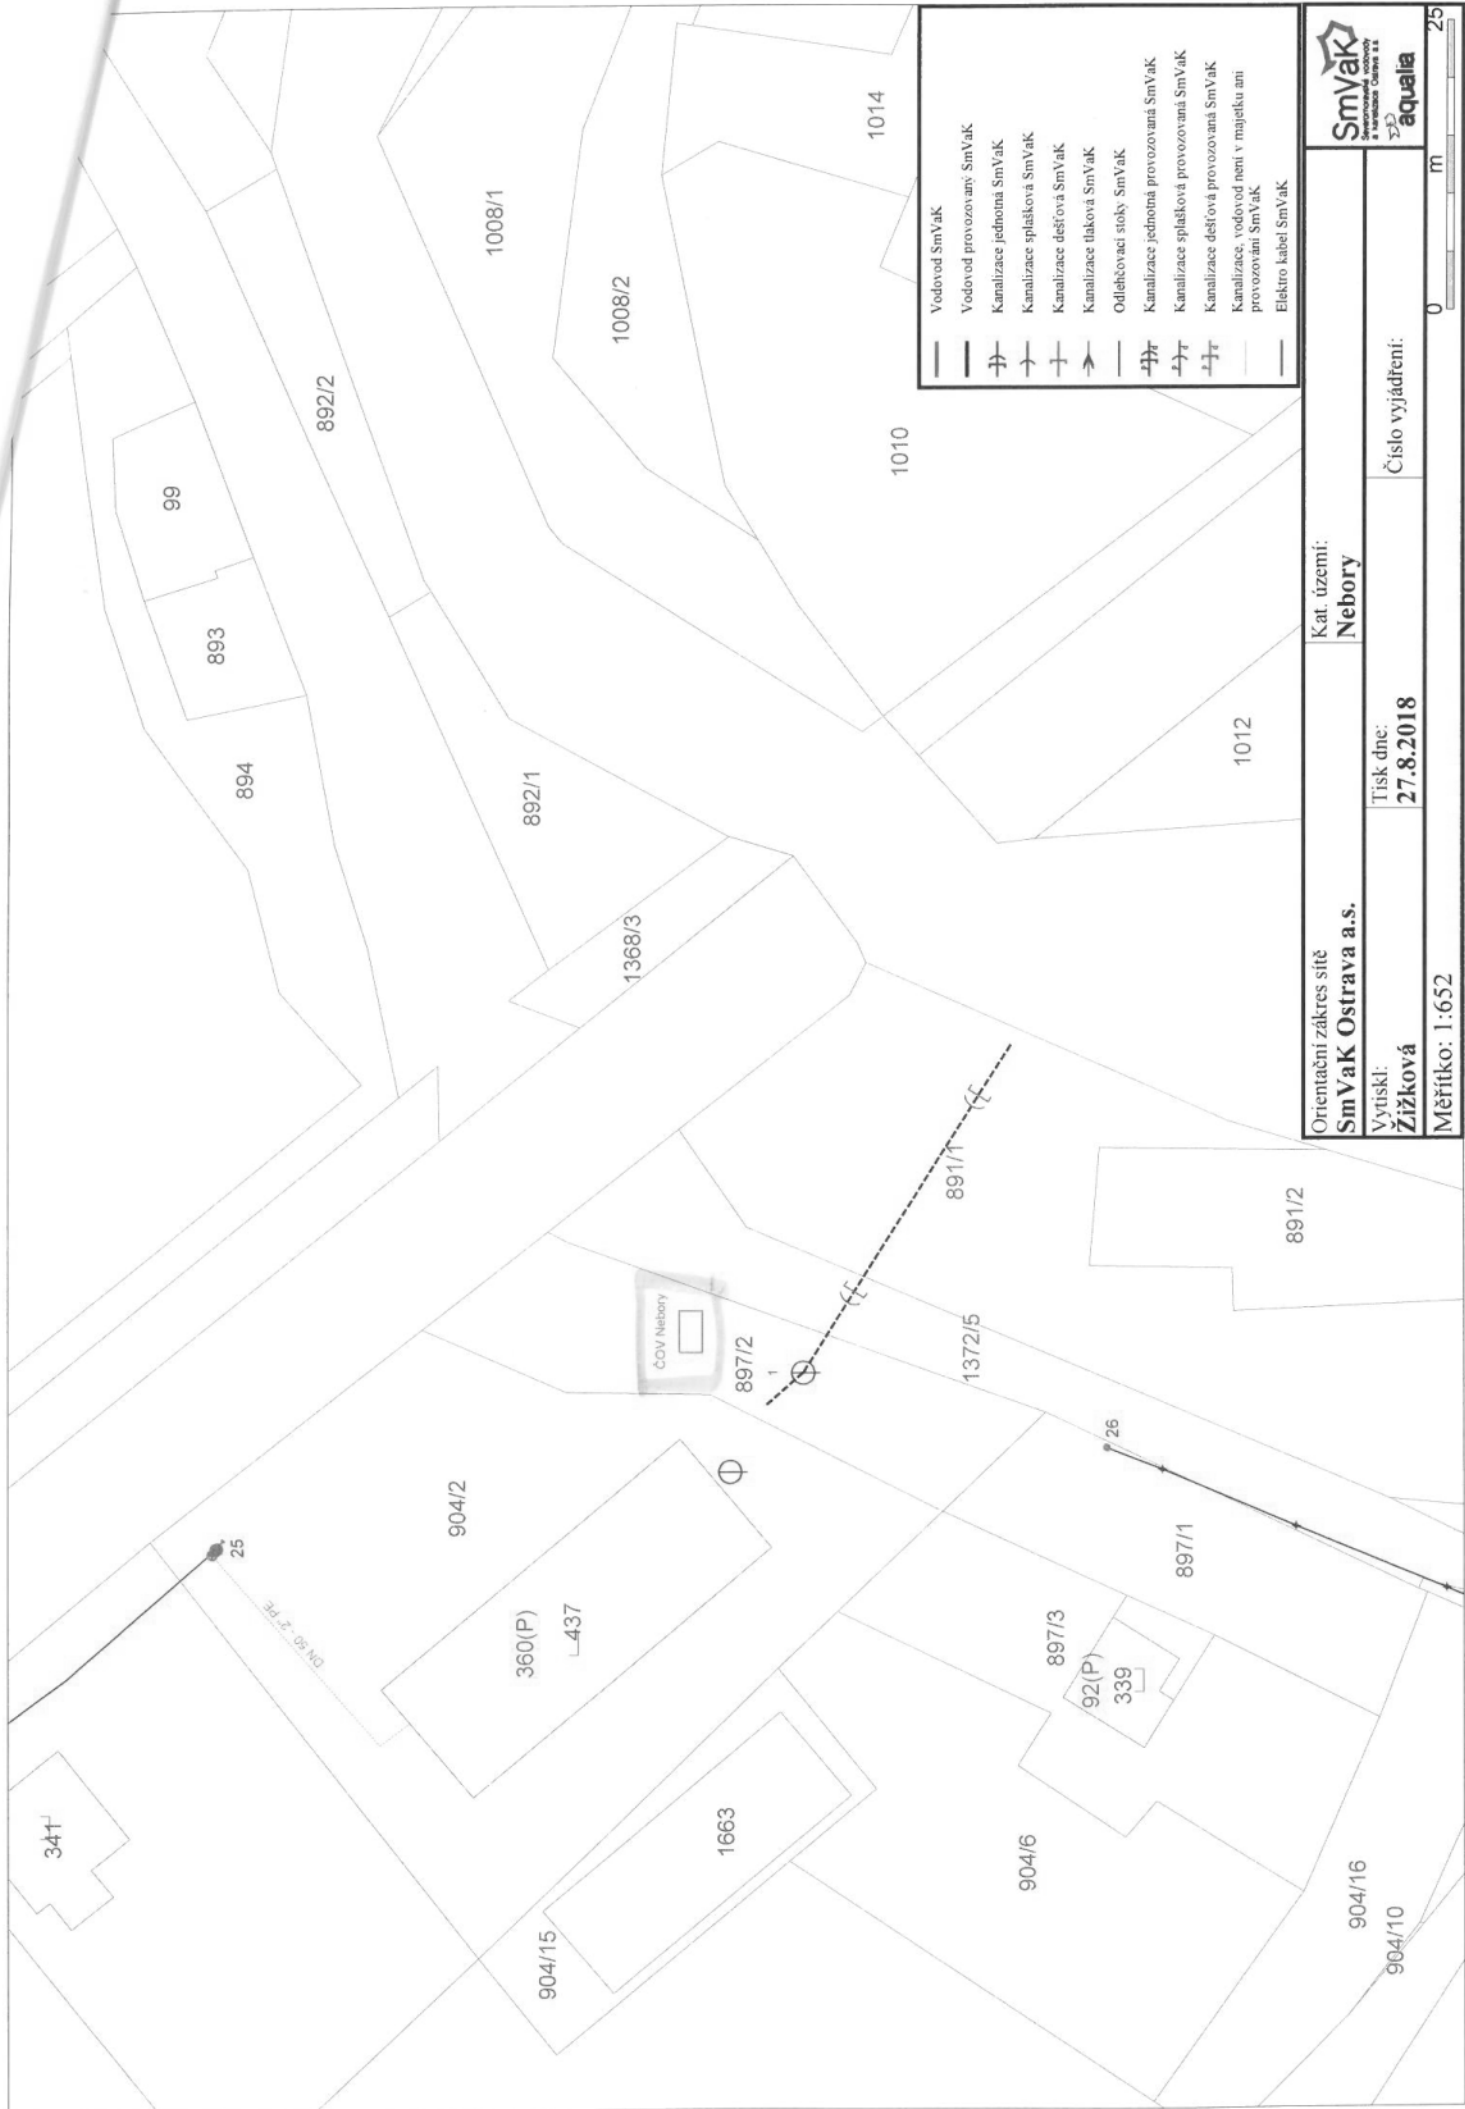 341
25
DN 50 - 2" PE
904/2
360(P)
437
904/15
1663
ČOV Nebory
897/2
1
1372/5
26
897/1
897/3
92(P)
339
904/6
904/16
904/10
891/1
891/2
1368/3
892/1
892/2
894
893
99
1008/1
1008/2
1010
1014
1012
Vodovod SmVaK
Vodovod provozovaný SmVaK
Kanalizace jednotná SmVaK
Kanalizace splašková SmVaK
Kanalizace dešťová SmVaK
Kanalizace tlaková SmVaK
Odlehčovací stoky SmVaK
Kanalizace jednotná provozovaná SmVaK
Kanalizace splašková provozovaná SmVaK
Kanalizace dešťová provozovaná SmVaK
Kanalizace, vodovod není v majetku ani
provozování SmVaK
Elektro kabel SmVaK
Orientační zákres sítě
SmVaK Ostrava a.s.
Kat. území:
Nebory
SmVaK
Severomoravské vodovody
a kanalizace Ostrava a.s.
aqualia
Vytiskl:
Žižková
Tisk dne:
27.8.2018
Číslo vyjádření:
Měřítko: 1:652
0 m 25